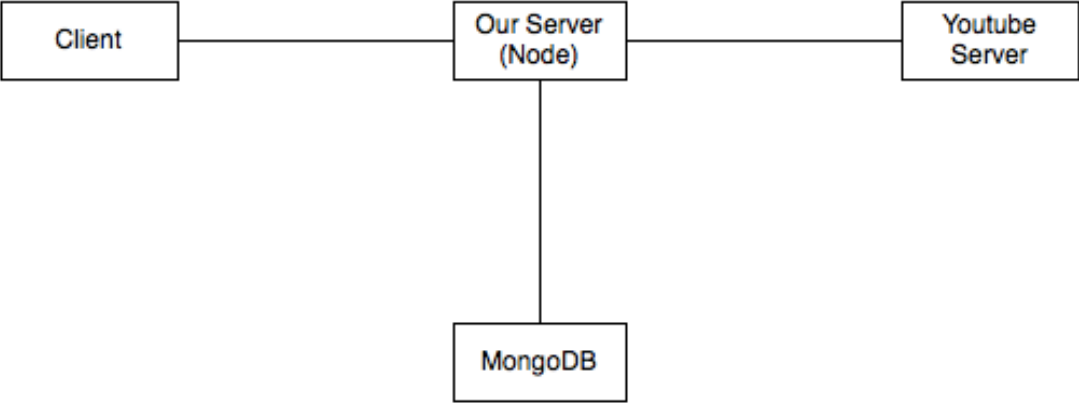 Client
Our Server
(Node)
Youtube
Server
MongoDB